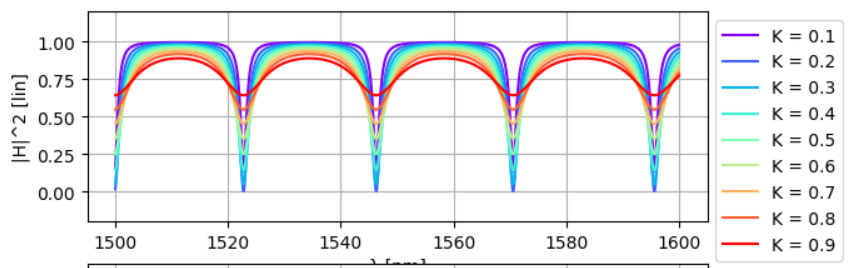 1.00
0.75
0.50
0.25
0.00
|H|^2 [lin]
1500
1520
1540
1560
1580
1600
λ [nm]
K = 0.1
K = 0.2
K = 0.3
K = 0.4
K = 0.5
K = 0.6
K = 0.7
K = 0.8
K = 0.9